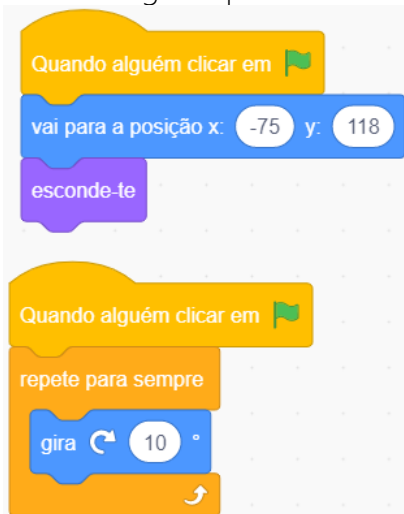 Quando alguém clicar em
vai para a posição x: -75 y: 118
esconde-te
Quando alguém clicar em
repete para sempre
gira 10 °